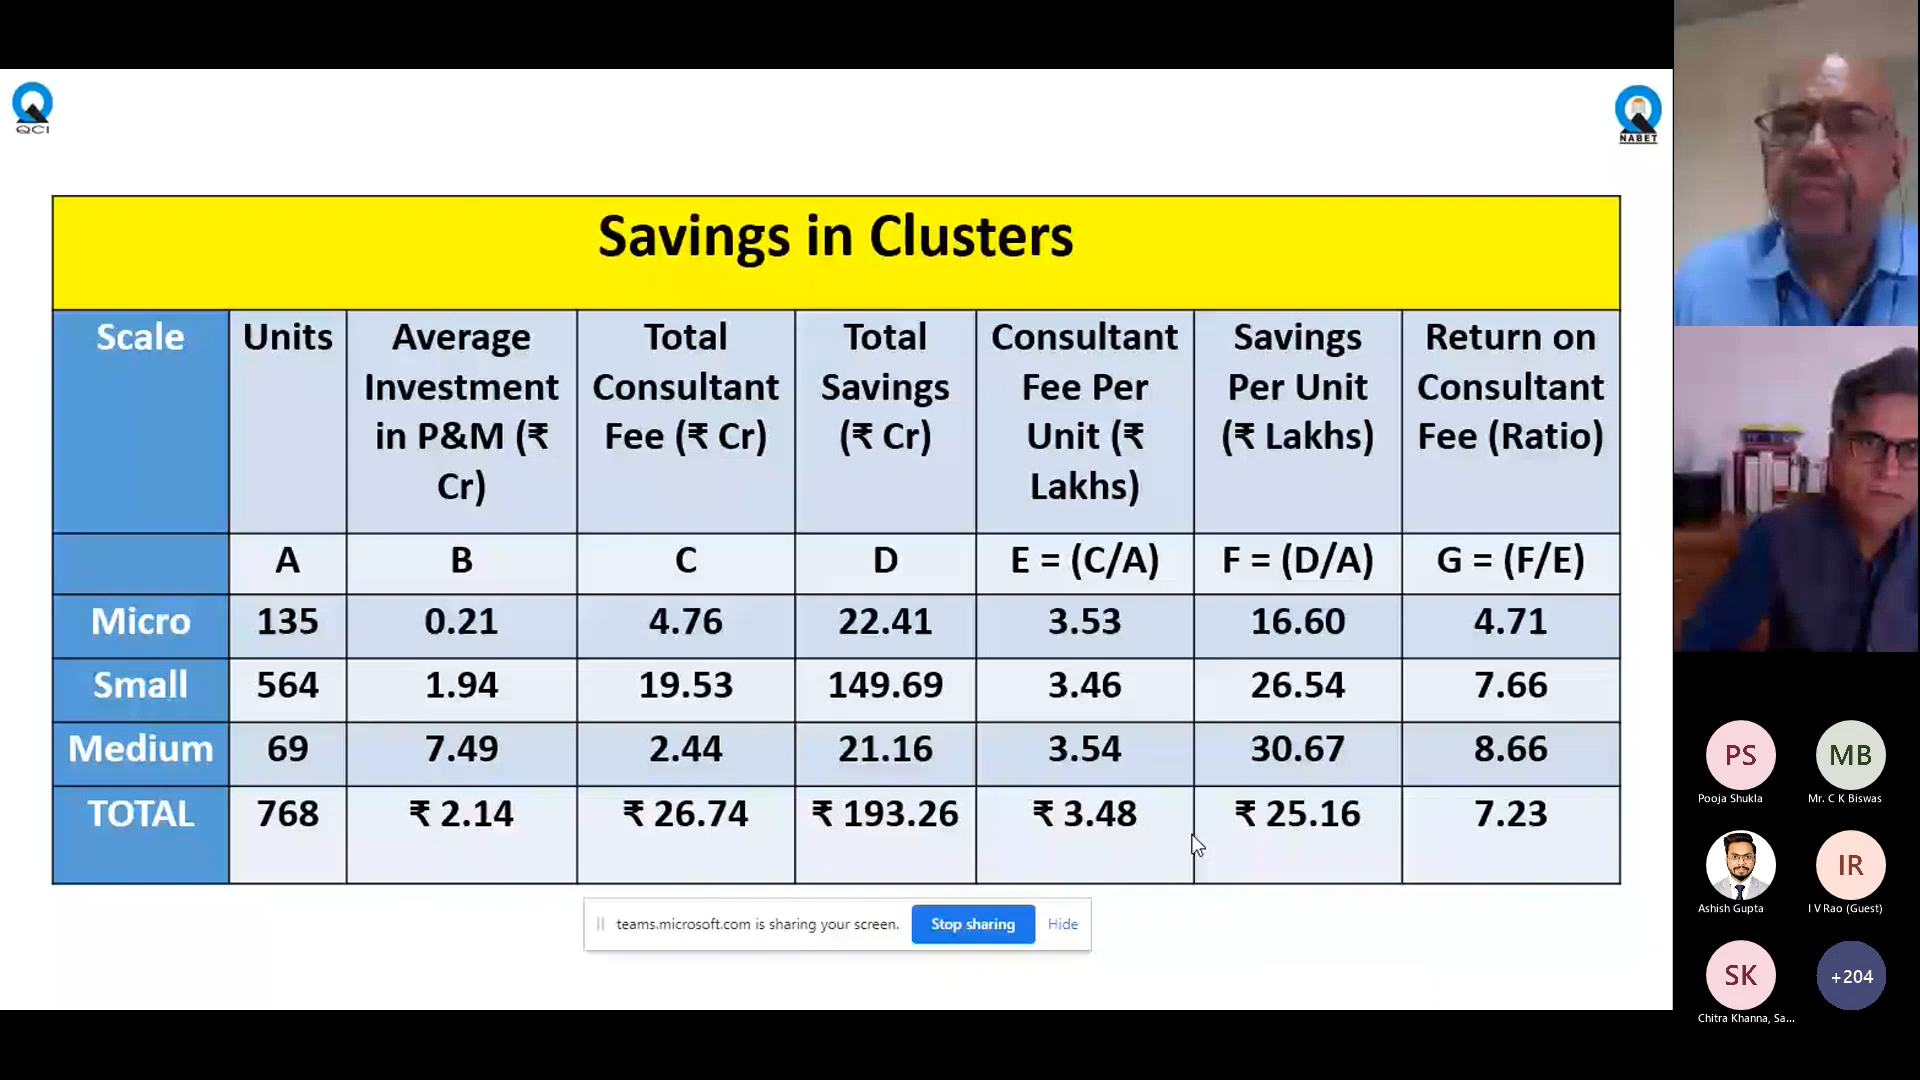 QCI
NABET
Savings in Clusters
Scale Units Average Investment in P&M (₹ Cr) Total Consultant Fee (₹ Cr) Total Savings (₹ Cr) Consultant Fee Per Unit (₹ Lakhs) Savings Per Unit (₹ Lakhs) Return on Consultant Fee (Ratio)
A B C D E = (C/A) F = (D/A) G = (F/E)
Micro 135 0.21 4.76 22.41 3.53 16.60 4.71
Small 564 1.94 19.53 149.69 3.46 26.54 7.66
Medium 69 7.49 2.44 21.16 3.54 30.67 8.66
TOTAL 768 ₹ 2.14 ₹ 26.74 ₹ 193.26 ₹ 3.48 ₹ 25.16 7.23
teams.microsoft.com is sharing your screen. Stop sharing Hide
PS MB
Pooja Shukla Mr. C K Biswas
IR
Ashish Gupta I V Rao (Guest)
SK +204
Chitra Khanna, Sa...